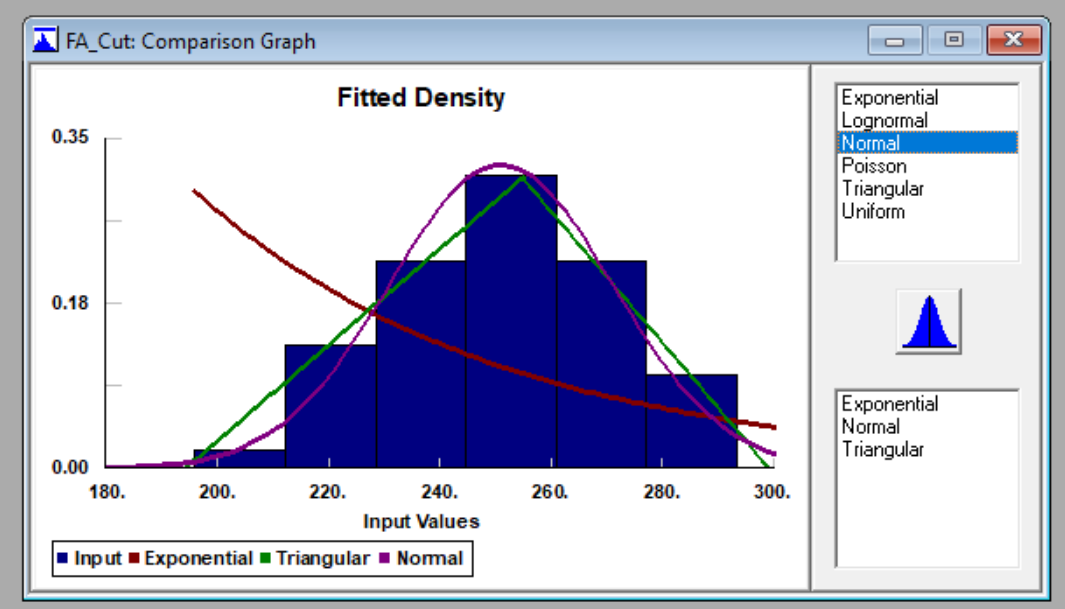 FA_Cut: Comparison Graph
Fitted Density
0.35
0.18
0.00
180. 200. 220. 240. 260. 280. 300.
Input Values
Input Exponential Triangular Normal
Exponential
Lognormal
Normal
Poisson
Triangular
Uniform
Exponential
Normal
Triangular